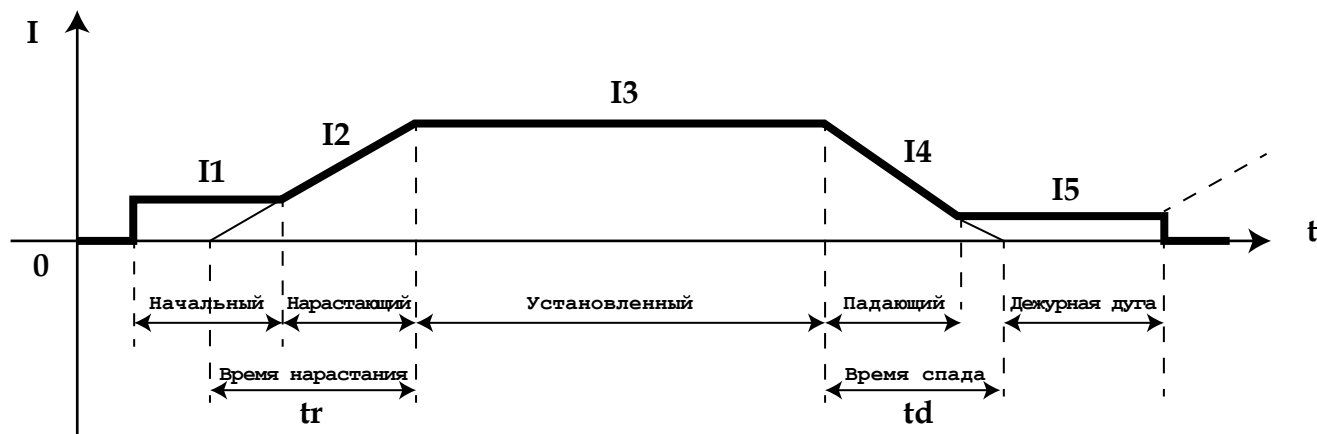 I
I3
I2
I4
I1
I5
t
0
Начальный
Нарастающий
Установленный
Падающий
Дежурная дуга
Время нарастания
Время спада
tr
td